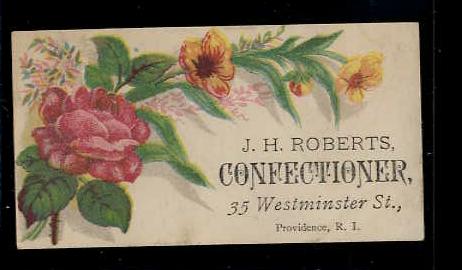 J. H. ROBERTS,
CONFECTIONER,
35 Westminster St.,
Providence, R. I.